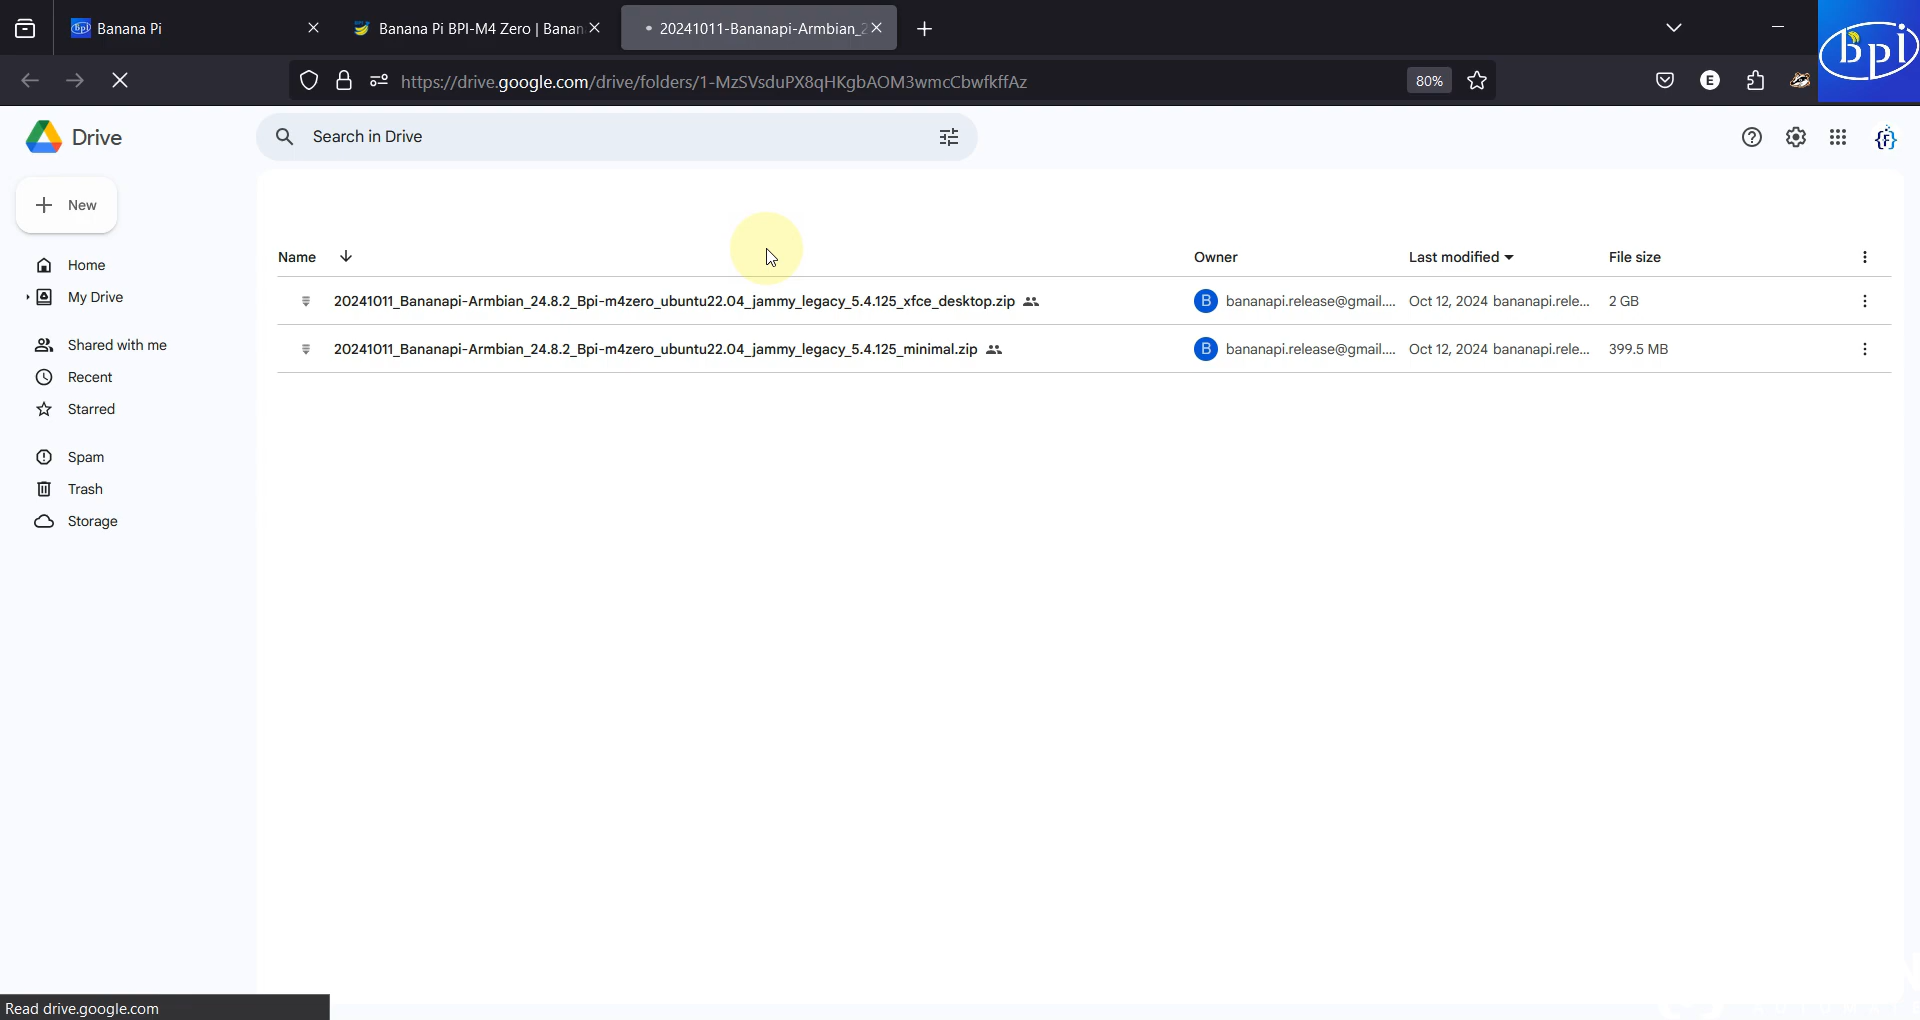 Banana Pi
Banana Pi BPI-M4 Zero | Banan
20241011-Bananapi-Armbian_2
https://drive.google.com/drive/folders/1-MzSVsduPX8qHKgbAOM3wmcCbwfkffAz
80%
E
bpi
Drive
Search in Drive
New
Home
My Drive
Shared with me
Recent
Starred
Spam
Trash
Storage
Name
Owner
Last modified
File size
20241011_Bananapi-Armbian_24.8.2_Bpi-m4zero_ubuntu22.04_jammy_legacy_5.4.125_xfce_desktop.zip
B
bananapi.release@gmail....
Oct 12, 2024 bananapi.rele...
2 GB
20241011_Bananapi-Armbian_24.8.2_Bpi-m4zero_ubuntu22.04_jammy_legacy_5.4.125_minimal.zip
B
bananapi.release@gmail....
Oct 12, 2024 bananapi.rele...
399.5 MB
Read drive.google.com